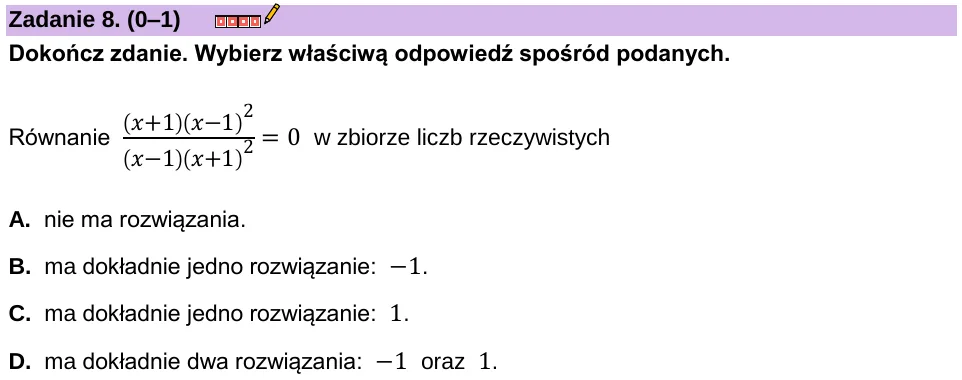 Zadanie 8. (0–1)
Dokończ zdanie. Wybierz właściwą odpowiedź spośród podanych.
Równanie \frac{(x+1)(x−1)^2}{(x−1)(x+1)^2} = 0 w zbiorze liczb rzeczywistych
A. nie ma rozwiązania.
B. ma dokładnie jedno rozwiązanie: −1.
C. ma dokładnie jedno rozwiązanie: 1.
D. ma dokładnie dwa rozwiązania: −1 oraz 1.